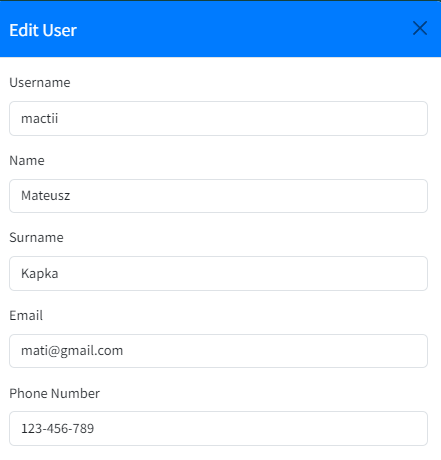 Edit User
Username
mactii
Name
Mateusz
Surname
Kapka
Email
mati@gmail.com
Phone Number
123-456-789